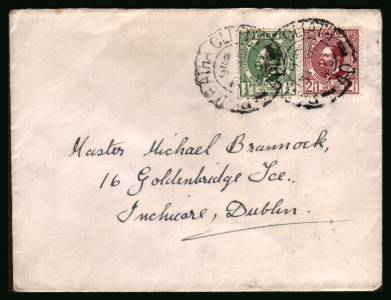 Master Michael Brannock,
16 Goldenbridge Tce.,
Inchicore, Dublin.